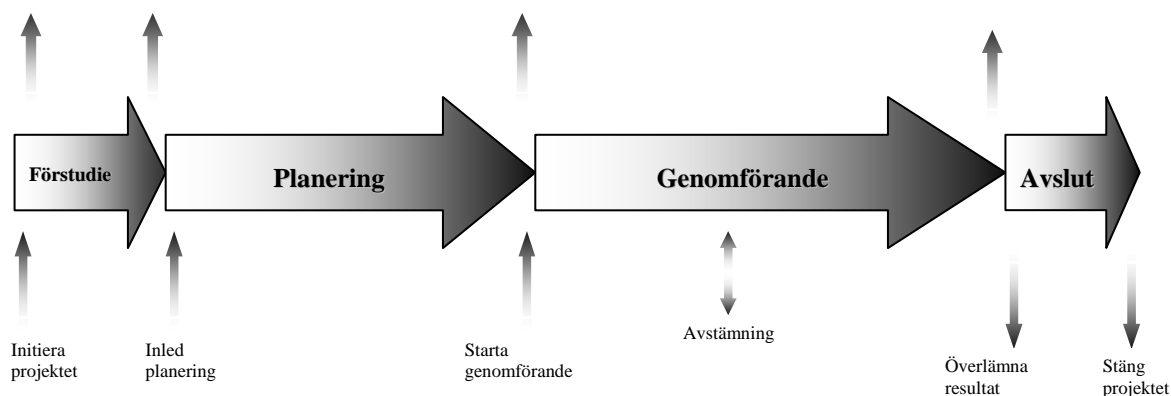 Förstudie
Planering
Genomförande
Avslut
Initiera
projektet
Inled
planering
Starta
genomförande
Avstämning
Överlämna
resultat
Stäng
projektet